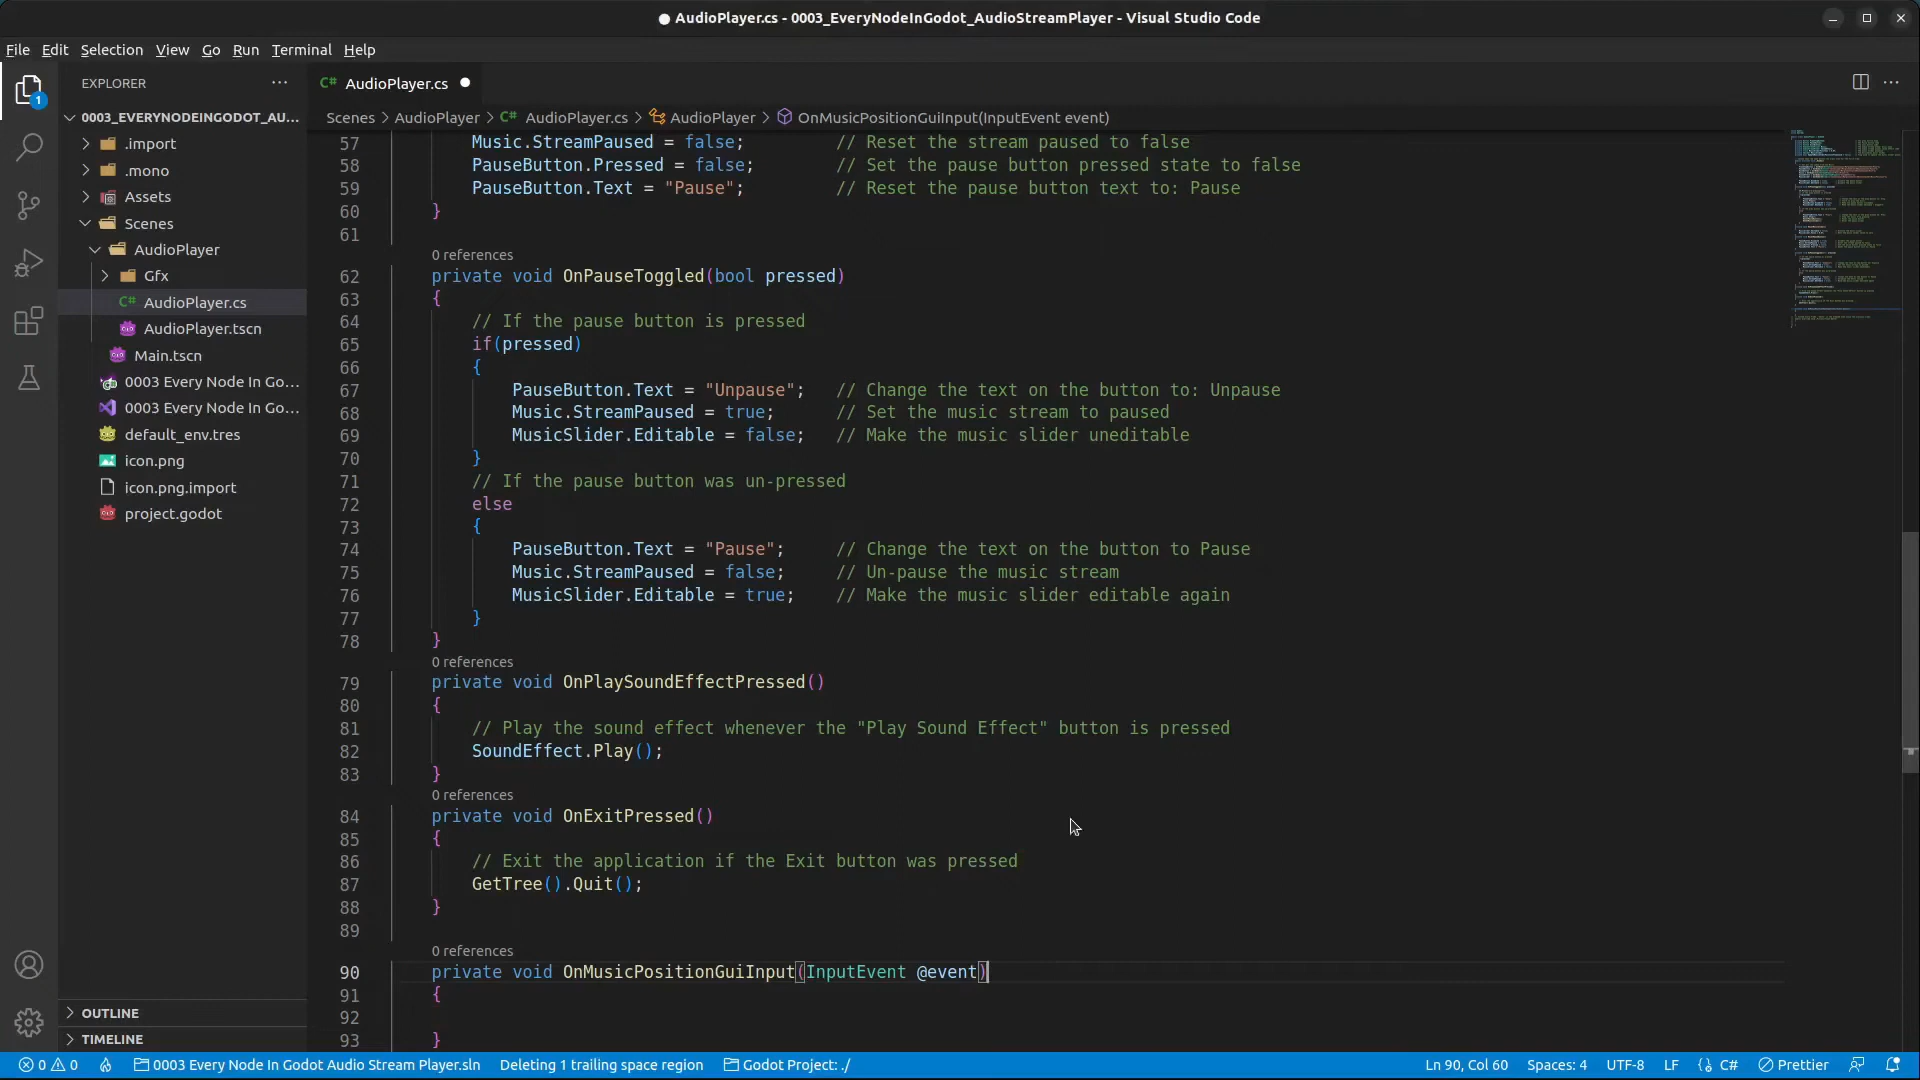 ● AudioPlayer.cs - 0003_EveryNodeInGodot_AudioStreamPlayer - Visual Studio Code
File Edit Selection View Go Run Terminal Help
EXPLORER
AudioPlayer.cs
1
0003_EVERYNODEINGODOT_AU...
Scenes > AudioPlayer > AudioPlayer.cs > AudioPlayer > OnMusicPositionGuiInput(InputEvent event)
.import
.mono
Assets
Scenes
AudioPlayer
Gfx
AudioPlayer.cs
AudioPlayer.tscn
Main.tscn
0003 Every Node In Go...
0003 Every Node In Go...
default_env.tres
icon.png
icon.png.import
project.godot
OUTLINE
TIMELINE
57 Music.StreamPaused = false; // Reset the stream paused to false
58 PauseButton.Pressed = false; // Set the pause button pressed state to false
59 PauseButton.Text = "Pause"; // Reset the pause button text to: Pause
60 }
61
0 references
62 private void OnPauseToggled(bool pressed)
63 {
64 // If the pause button is pressed
65 if(pressed)
66 {
67 PauseButton.Text = "Unpause"; // Change the text on the button to: Unpause
68 Music.StreamPaused = true; // Set the music stream to paused
69 MusicSlider.Editable = false; // Make the music slider uneditable
70 }
71 // If the pause button was un-pressed
72 else
73 {
74 PauseButton.Text = "Pause"; // Change the text on the button to Pause
75 Music.StreamPaused = false; // Un-pause the music stream
76 MusicSlider.Editable = true; // Make the music slider editable again
77 }
78 }
0 references
79 private void OnPlaySoundEffectPressed()
80 {
81 // Play the sound effect whenever the "Play Sound Effect" button is pressed
82 SoundEffect.Play();
83 }
0 references
84 private void OnExitPressed()
85 {
86 // Exit the application if the Exit button was pressed
87 GetTree().Quit();
88 }
89
0 references
90 private void OnMusicPositionGuiInput(InputEvent @event)
91 {
92
93 }
0 0 0003 Every Node In Godot Audio Stream Player.sln Deleting 1 trailing space region Godot Project: ./ Ln 90, Col 60 Spaces: 4 UTF-8 LF {} C# Prettier